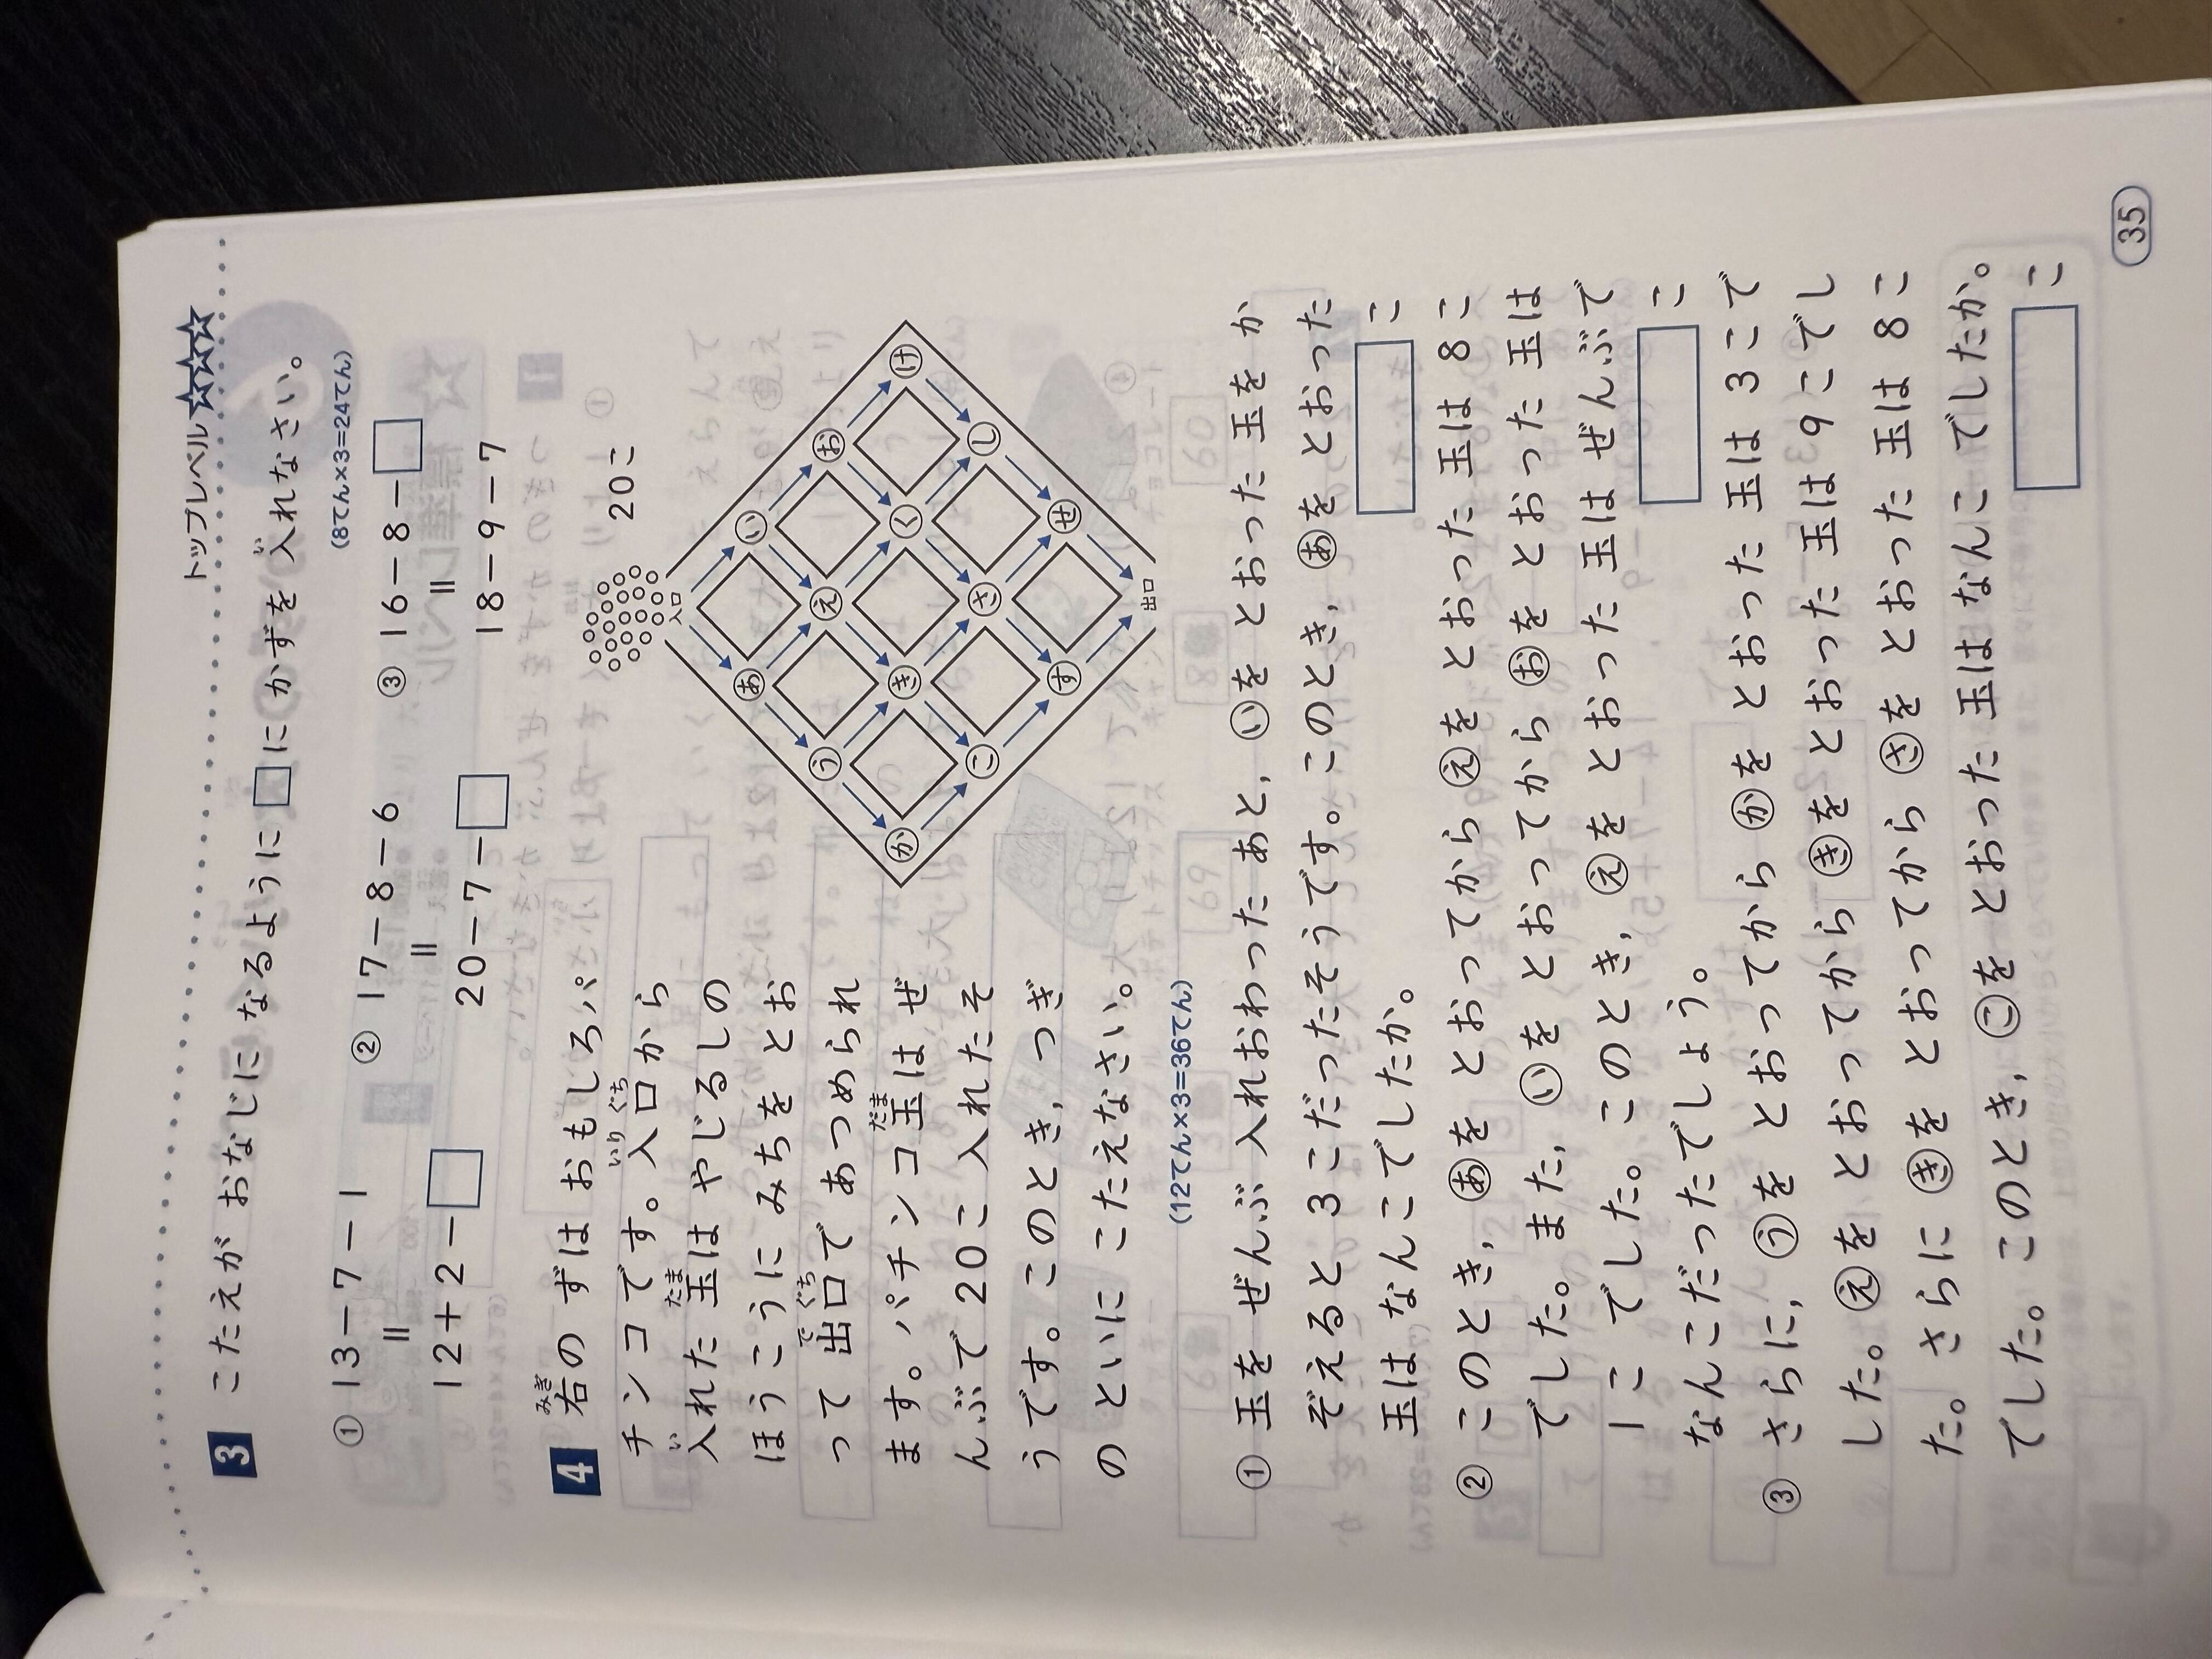 トップレベル ☆☆☆
3 こたえが おなじに なるように □に かずを 入れなさい。
(8てん×3=24てん)
① 13−7−1
=
12+2−□
② 17−8−6
=
20−7−□
③ 16−8−□
=
18−9−7
4 右の ずは おもしろパ
チンコです。入口から
入れた 玉は やじるしの
ほうこうに みちを とお
って 出口で あつめられ
ます。パチンコ玉は ぜ
んぶで 20こ 入れたそ
うです。このとき, つぎ
の といに こたえなさい。
(12てん×3=36てん)
20こ
入口
あ い
う え お
か き く け
こ さ し
す せ
出口
① 玉を ぜんぶ 入れおわった あと, いを とおった 玉を か
ぞえると 3こだったそうです。このとき, あを とおった
玉は なんこでしたか。
こ
② このとき, あを とおってから えを とおった 玉は 8こ
でした。また, いを とおってから おを とおった 玉は
1こ でした。このとき, えを とおった 玉は ぜんぶで
なんこだったでしょう。
こ
③ さらに, うを とおってから かを とおった 玉は 3こで
した。えを とおってから きを とおった 玉は 9こでし
た。さらに きを とおってから さを とおった 玉は 8こ
でした。このとき, こを とおった 玉は なんこ でしたか。
こ
35